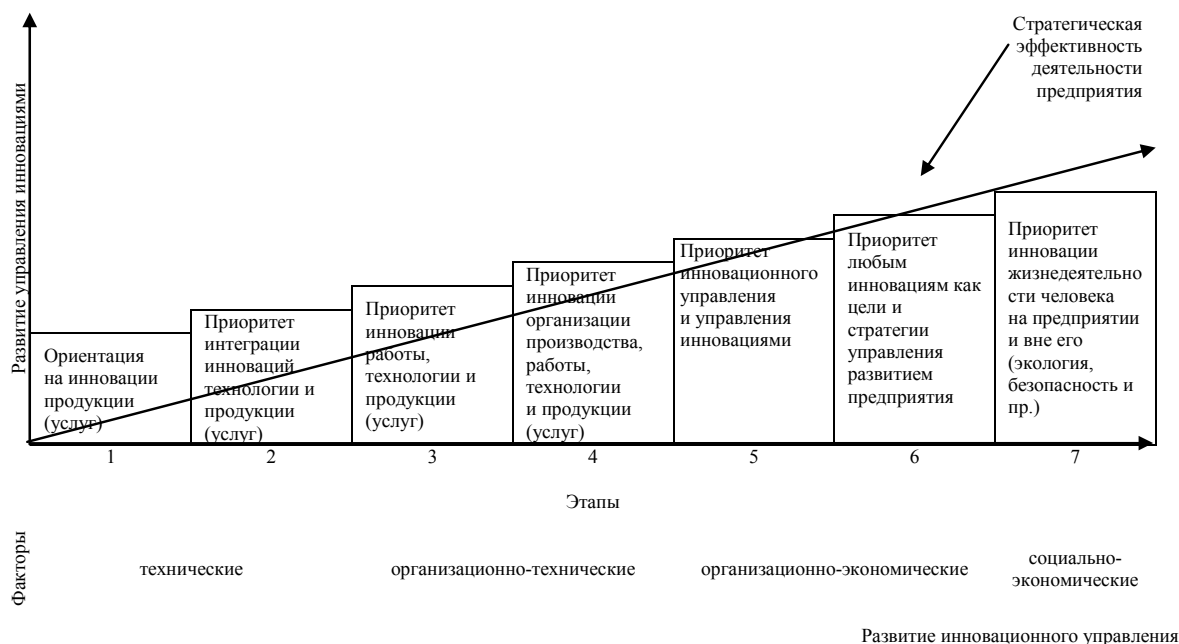 Стратегическая
эффективность
деятельности
предприятия
Развитие управления инновациями
Ориентация
на инновации
продукции
(услуг)
Приоритет
интеграции
инноваций
технологии и
продукции
(услуг)
Приоритет
инновации
работы,
технологии и
продукции
(услуг)
Приоритет
инновации
организации
производства,
работы,
технологии
и продукции
(услуг)
Приоритет
инновационного
управления
и управления
инновациями
Приоритет
любым
инновациям как
цели и
стратегии
управления
развитием
предприятия
Приоритет
инновации
жизнедеятельно
сти человека
на предприятии
и вне его
(экология,
безопасность и
пр.)
1 2 3 4 5 6 7
Этапы
Факторы
технические
организационно-технические
организационно-экономические
социально-
экономические
Развитие инновационного управления